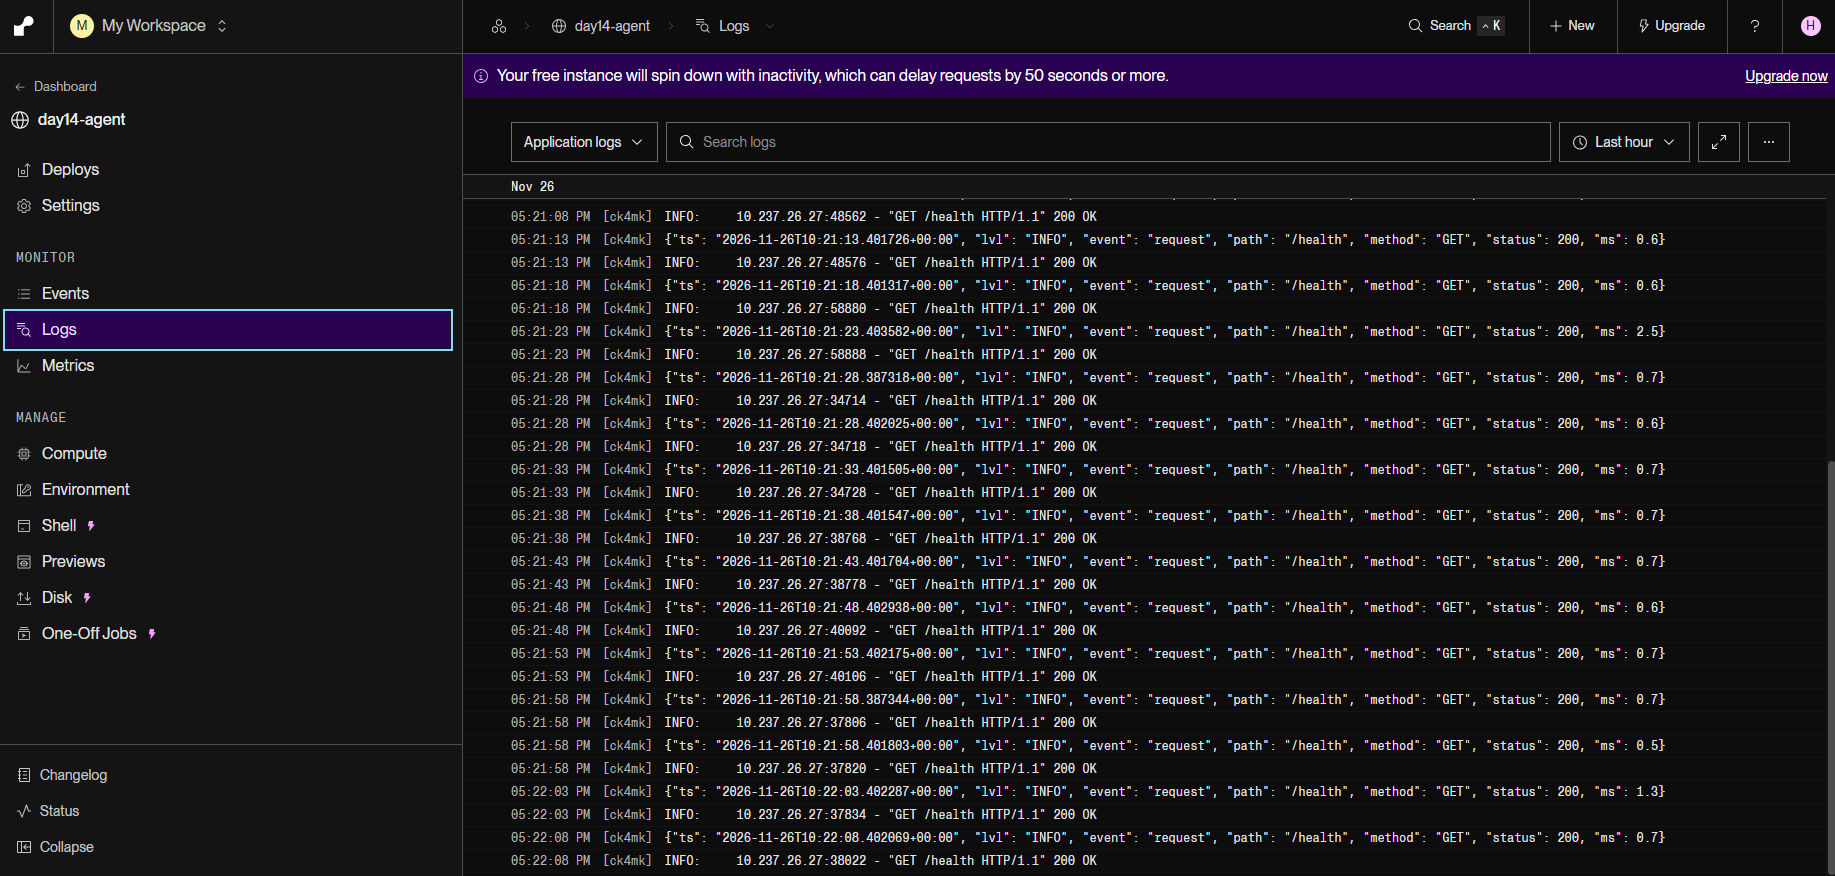 M My Workspace
day14-agent
Logs
Search ^ K
+ New
Upgrade
?
H
Your free instance will spin down with inactivity, which can delay requests by 50 seconds or more.
Upgrade now
← Dashboard
day14-agent
Deploys
Settings
MONITOR
Events
Logs
Metrics
MANAGE
Compute
Environment
Shell
Previews
Disk
One-Off Jobs
Changelog
Status
Collapse
Application logs
Search logs
Last hour
Nov 26
05:21:08 PM [ck4mk] INFO: 10.237.26.27:48562 - "GET /health HTTP/1.1" 200 OK
05:21:13 PM [ck4mk] {"ts": "2026-11-26T10:21:13.401726+00:00", "lvl": "INFO", "event": "request", "path": "/health", "method": "GET", "status": 200, "ms": 0.6}
05:21:13 PM [ck4mk] INFO: 10.237.26.27:48576 - "GET /health HTTP/1.1" 200 OK
05:21:18 PM [ck4mk] {"ts": "2026-11-26T10:21:18.401317+00:00", "lvl": "INFO", "event": "request", "path": "/health", "method": "GET", "status": 200, "ms": 0.6}
05:21:18 PM [ck4mk] INFO: 10.237.26.27:58880 - "GET /health HTTP/1.1" 200 OK
05:21:23 PM [ck4mk] {"ts": "2026-11-26T10:21:23.403582+00:00", "lvl": "INFO", "event": "request", "path": "/health", "method": "GET", "status": 200, "ms": 2.5}
05:21:23 PM [ck4mk] INFO: 10.237.26.27:58888 - "GET /health HTTP/1.1" 200 OK
05:21:28 PM [ck4mk] {"ts": "2026-11-26T10:21:28.387318+00:00", "lvl": "INFO", "event": "request", "path": "/health", "method": "GET", "status": 200, "ms": 0.7}
05:21:28 PM [ck4mk] INFO: 10.237.26.27:34714 - "GET /health HTTP/1.1" 200 OK
05:21:28 PM [ck4mk] {"ts": "2026-11-26T10:21:28.402025+00:00", "lvl": "INFO", "event": "request", "path": "/health", "method": "GET", "status": 200, "ms": 0.6}
05:21:28 PM [ck4mk] INFO: 10.237.26.27:34718 - "GET /health HTTP/1.1" 200 OK
05:21:33 PM [ck4mk] {"ts": "2026-11-26T10:21:33.401505+00:00", "lvl": "INFO", "event": "request", "path": "/health", "method": "GET", "status": 200, "ms": 0.7}
05:21:33 PM [ck4mk] INFO: 10.237.26.27:34728 - "GET /health HTTP/1.1" 200 OK
05:21:38 PM [ck4mk] {"ts": "2026-11-26T10:21:38.401547+00:00", "lvl": "INFO", "event": "request", "path": "/health", "method": "GET", "status": 200, "ms": 0.7}
05:21:38 PM [ck4mk] INFO: 10.237.26.27:38768 - "GET /health HTTP/1.1" 200 OK
05:21:43 PM [ck4mk] {"ts": "2026-11-26T10:21:43.401704+00:00", "lvl": "INFO", "event": "request", "path": "/health", "method": "GET", "status": 200, "ms": 0.7}
05:21:43 PM [ck4mk] INFO: 10.237.26.27:38778 - "GET /health HTTP/1.1" 200 OK
05:21:48 PM [ck4mk] {"ts": "2026-11-26T10:21:48.402938+00:00", "lvl": "INFO", "event": "request", "path": "/health", "method": "GET", "status": 200, "ms": 0.6}
05:21:48 PM [ck4mk] INFO: 10.237.26.27:40092 - "GET /health HTTP/1.1" 200 OK
05:21:53 PM [ck4mk] {"ts": "2026-11-26T10:21:53.402175+00:00", "lvl": "INFO", "event": "request", "path": "/health", "method": "GET", "status": 200, "ms": 0.7}
05:21:53 PM [ck4mk] INFO: 10.237.26.27:40106 - "GET /health HTTP/1.1" 200 OK
05:21:58 PM [ck4mk] {"ts": "2026-11-26T10:21:58.387344+00:00", "lvl": "INFO", "event": "request", "path": "/health", "method": "GET", "status": 200, "ms": 0.7}
05:21:58 PM [ck4mk] INFO: 10.237.26.27:37806 - "GET /health HTTP/1.1" 200 OK
05:21:58 PM [ck4mk] {"ts": "2026-11-26T10:21:58.401803+00:00", "lvl": "INFO", "event": "request", "path": "/health", "method": "GET", "status": 200, "ms": 0.5}
05:21:58 PM [ck4mk] INFO: 10.237.26.27:37820 - "GET /health HTTP/1.1" 200 OK
05:22:03 PM [ck4mk] {"ts": "2026-11-26T10:22:03.402287+00:00", "lvl": "INFO", "event": "request", "path": "/health", "method": "GET", "status": 200, "ms": 1.3}
05:22:03 PM [ck4mk] INFO: 10.237.26.27:37834 - "GET /health HTTP/1.1" 200 OK
05:22:08 PM [ck4mk] {"ts": "2026-11-26T10:22:08.402069+00:00", "lvl": "INFO", "event": "request", "path": "/health", "method": "GET", "status": 200, "ms": 0.7}
05:22:08 PM [ck4mk] INFO: 10.237.26.27:38022 - "GET /health HTTP/1.1" 200 OK